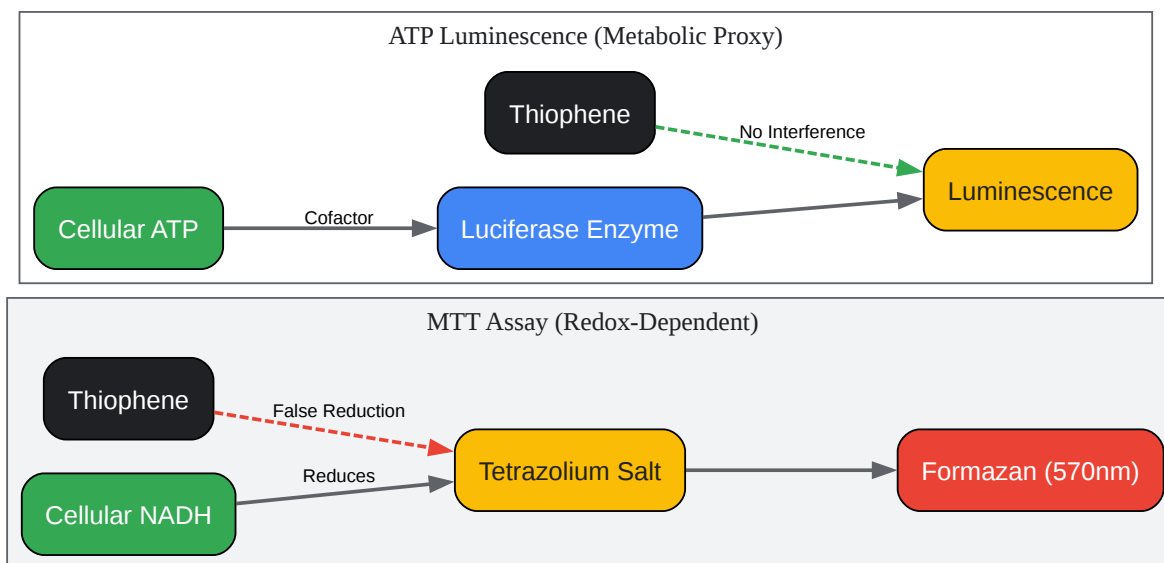 ATP Luminescence (Metabolic Proxy)
Thiophene
No Interference
Luminescence
Cellular ATP
Cofactor
Luciferase Enzyme
MTT Assay (Redox-Dependent)
Thiophene
False Reduction
Tetrazolium Salt
Formazan (570nm)
Reduces
Cellular NADH